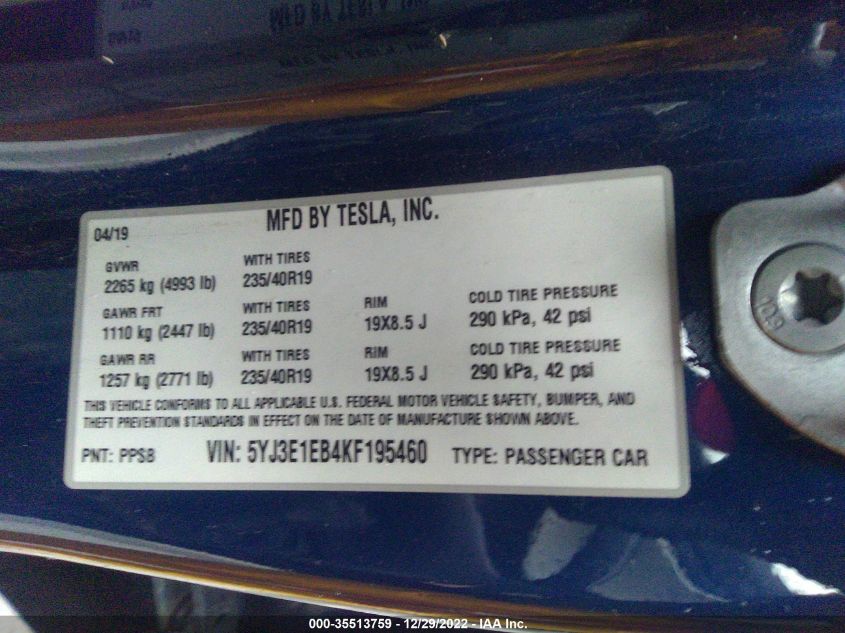 04/19 MFD BY TESLA, INC.
GVWR WITH TIRES
2265 kg (4993 lb) 235/40R19
GAWR FRT WITH TIRES RIM COLD TIRE PRESSURE
1110 kg (2447 lb) 235/40R19 19X8.5 J 290 kPa, 42 psi
GAWR RR WITH TIRES RIM COLD TIRE PRESSURE
1257 kg (2771 lb) 235/40R19 19X8.5 J 290 kPa, 42 psi
THIS VEHICLE CONFORMS TO ALL APPLICABLE U.S. FEDERAL MOTOR VEHICLE SAFETY, BUMPER, AND
THEFT PREVENTION STANDARDS IN EFFECT ON THE DATE OF MANUFACTURE SHOWN ABOVE.
PNT: PPSB VIN: 5YJ3E1EB4KF195460 TYPE: PASSENGER CAR
000-35513759 - 12/29/2022 - IAA Inc.